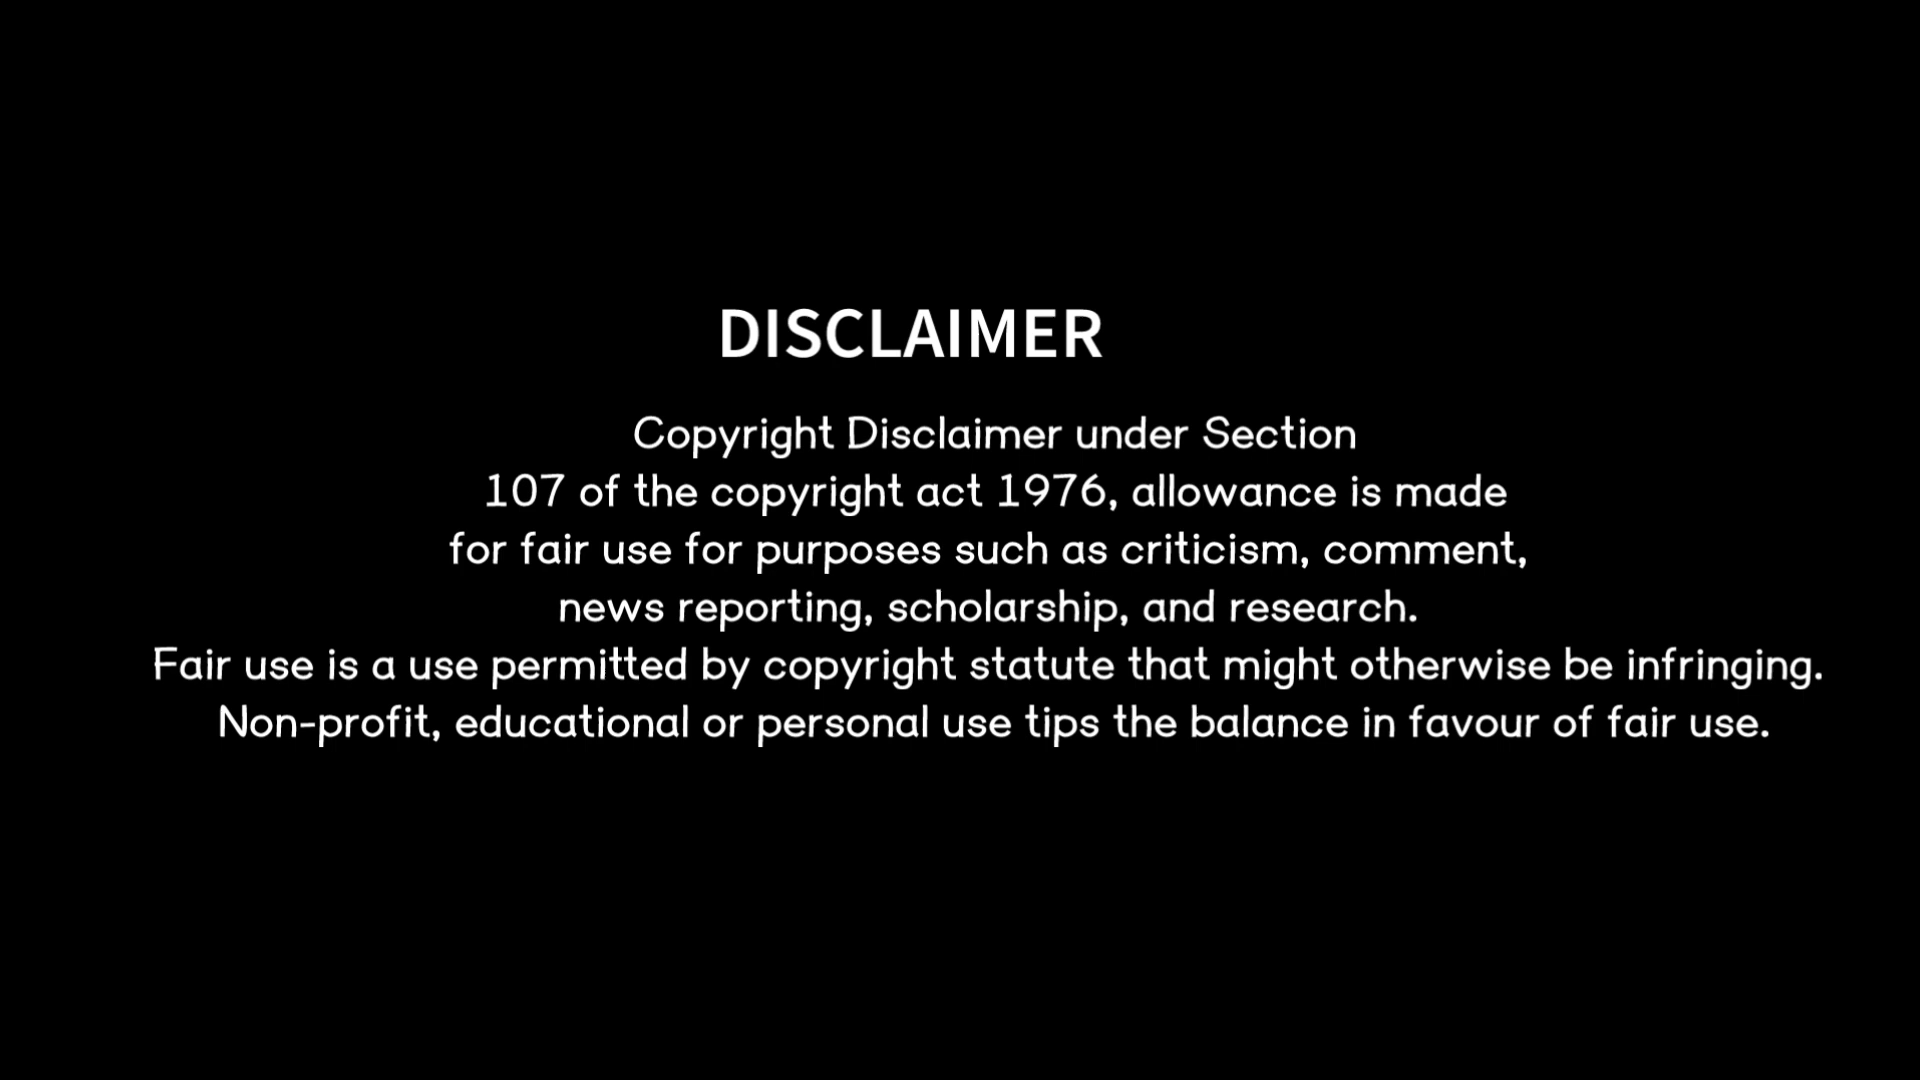 DISCLAIMER
Copyright Disclaimer under Section
107 of the copyright act 1976, allowance is made
for fair use for purposes such as criticism, comment,
news reporting, scholarship, and research.
Fair use is a use permitted by copyright statute that might otherwise be infringing.
Non-profit, educational or personal use tips the balance in favour of fair use.